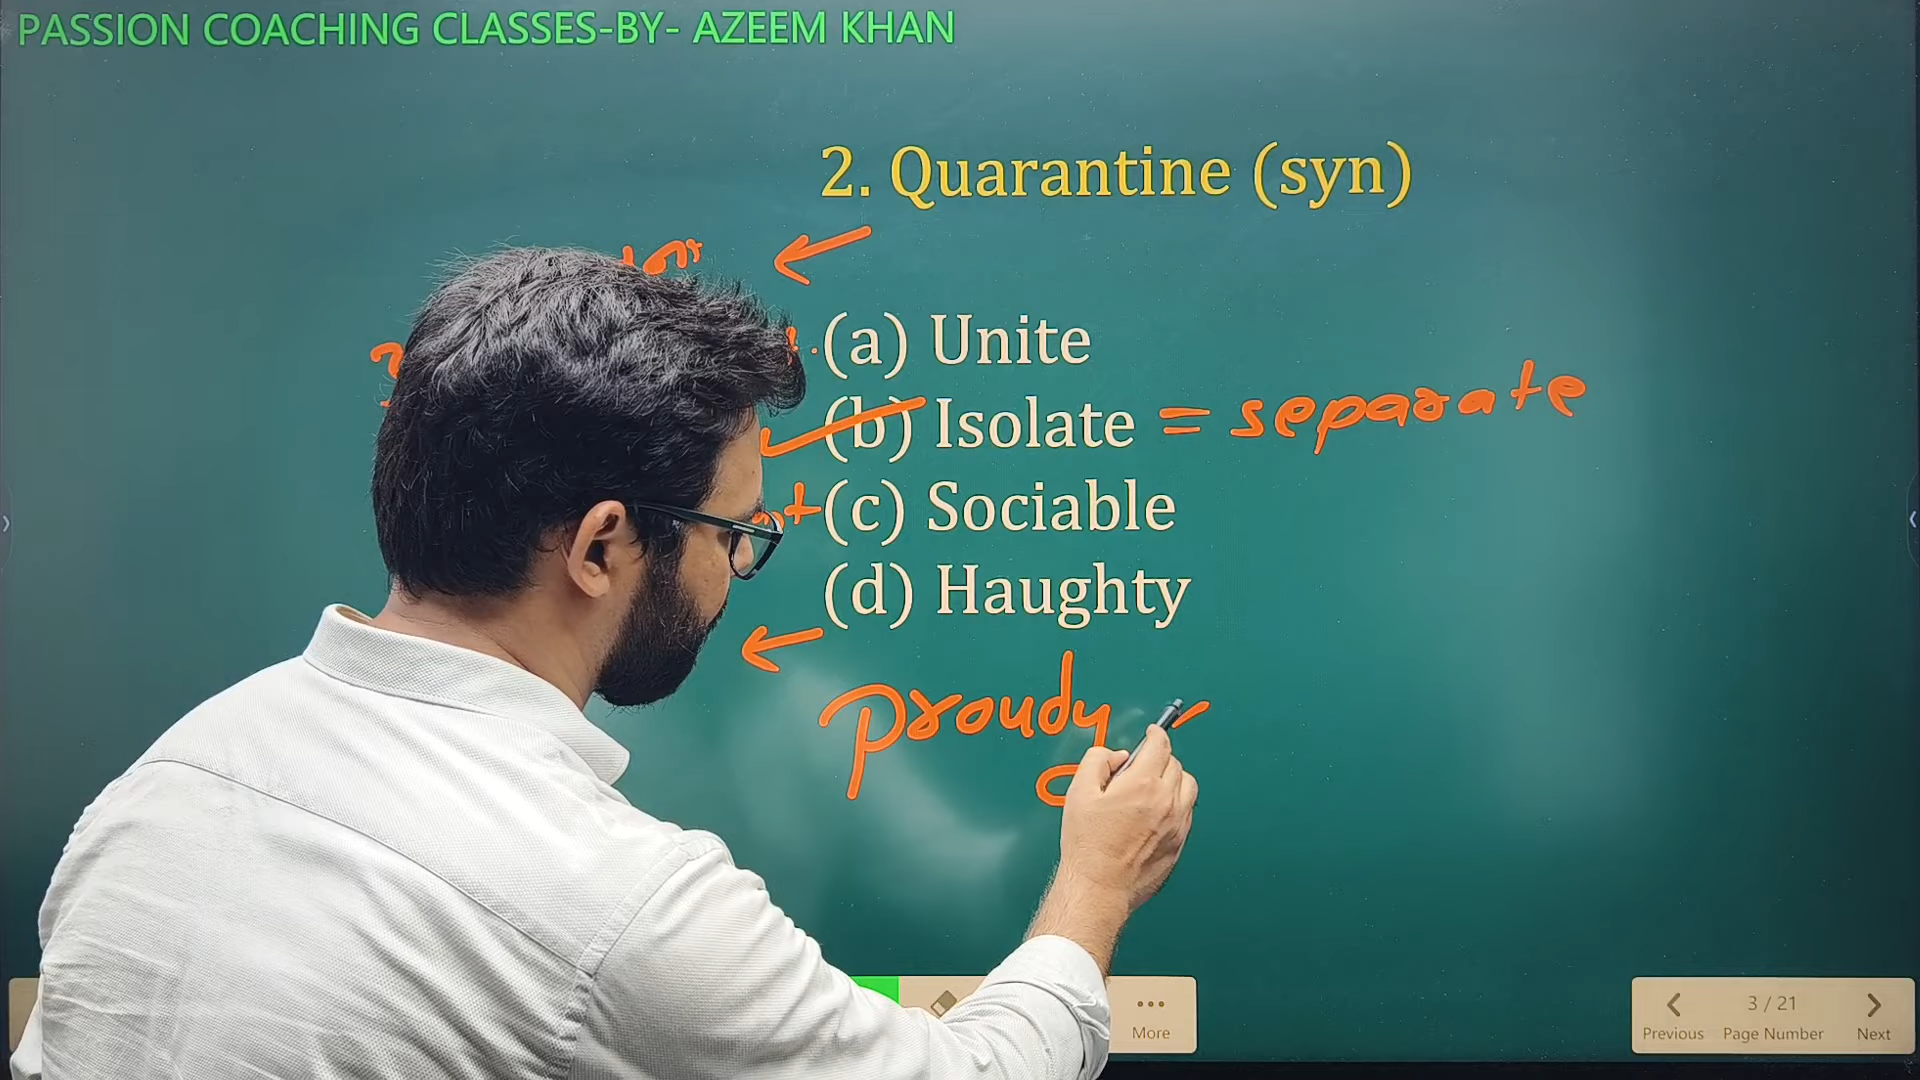 PASSION COACHING CLASSES-BY- AZEEM KHAN
2. Quarantine (syn)
(a) Unite
(b) Isolate = separate
(c) Sociable
(d) Haughty
proudy
More
Previous
3 / 21
Page Number
Next